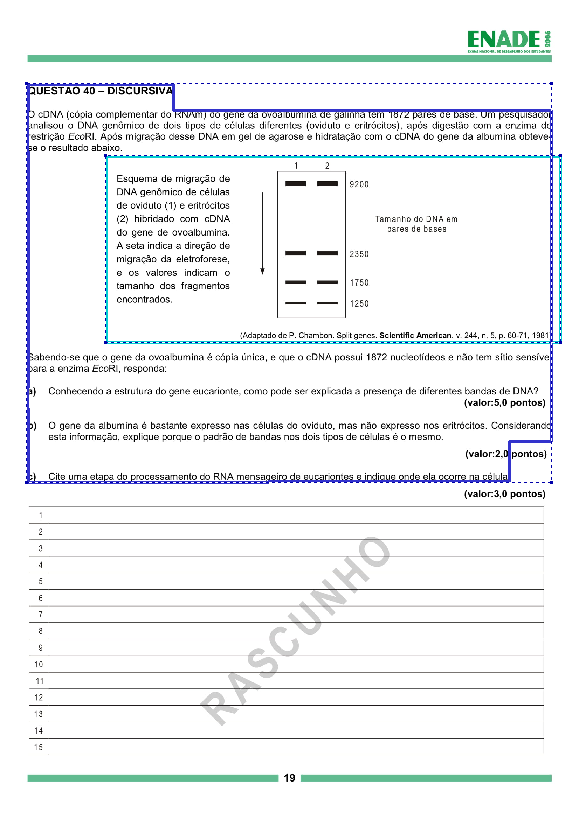 ENADE 2006
EXAME NACIONAL DE DESEMPENHO DOS ESTUDANTES
QUESTÃO 40 – DISCURSIVA
O cDNA (cópia complementar do RNAm) do gene da ovoalbumina de galinha tem 1872 pares de base. Um pesquisador
analisou o DNA genômico de dois tipos de células diferentes (oviduto e eritrócitos), após digestão com a enzima de
restrição EcoRI. Após migração desse DNA em gel de agarose e hidratação com o cDNA do gene da albumina obteve-
se o resultado abaixo.
Esquema de migração de
DNA genômico de células
de oviduto (1) e eritrócitos
(2) hibridado com cDNA
do gene de ovoalbumina.
A seta indica a direção de
migração da eletroforese,
e os valores indicam o
tamanho dos fragmentos
encontrados.
1 2
9200
Tamanho do DNA em
pares de bases
2350
1750
1250
(Adaptado de P. Chambon. Split genes. Scientific American, v. 244, n. 5, p. 60-71, 1981)
Sabendo-se que o gene da ovoalbumina é cópia única, e que o cDNA possui 1872 nucleotídeos e não tem sítio sensível
para a enzima EcoRI, responda:
a) Conhecendo a estrutura do gene eucarionte, como pode ser explicada a presença de diferentes bandas de DNA?
(valor:5,0 pontos)
b) O gene da albumina é bastante expresso nas células do oviduto, mas não expresso nos eritrócitos. Considerando
esta informação, explique porque o padrão de bandas nos dois tipos de células é o mesmo.
(valor:2,0 pontos)
c) Cite uma etapa do processamento do RNA mensageiro de eucariontes e indique onde ela ocorre na célula.
(valor:3,0 pontos)
1
2
3
4
5
6
7
8
9
10
11
12
13
14
15
RASCUNHO
19